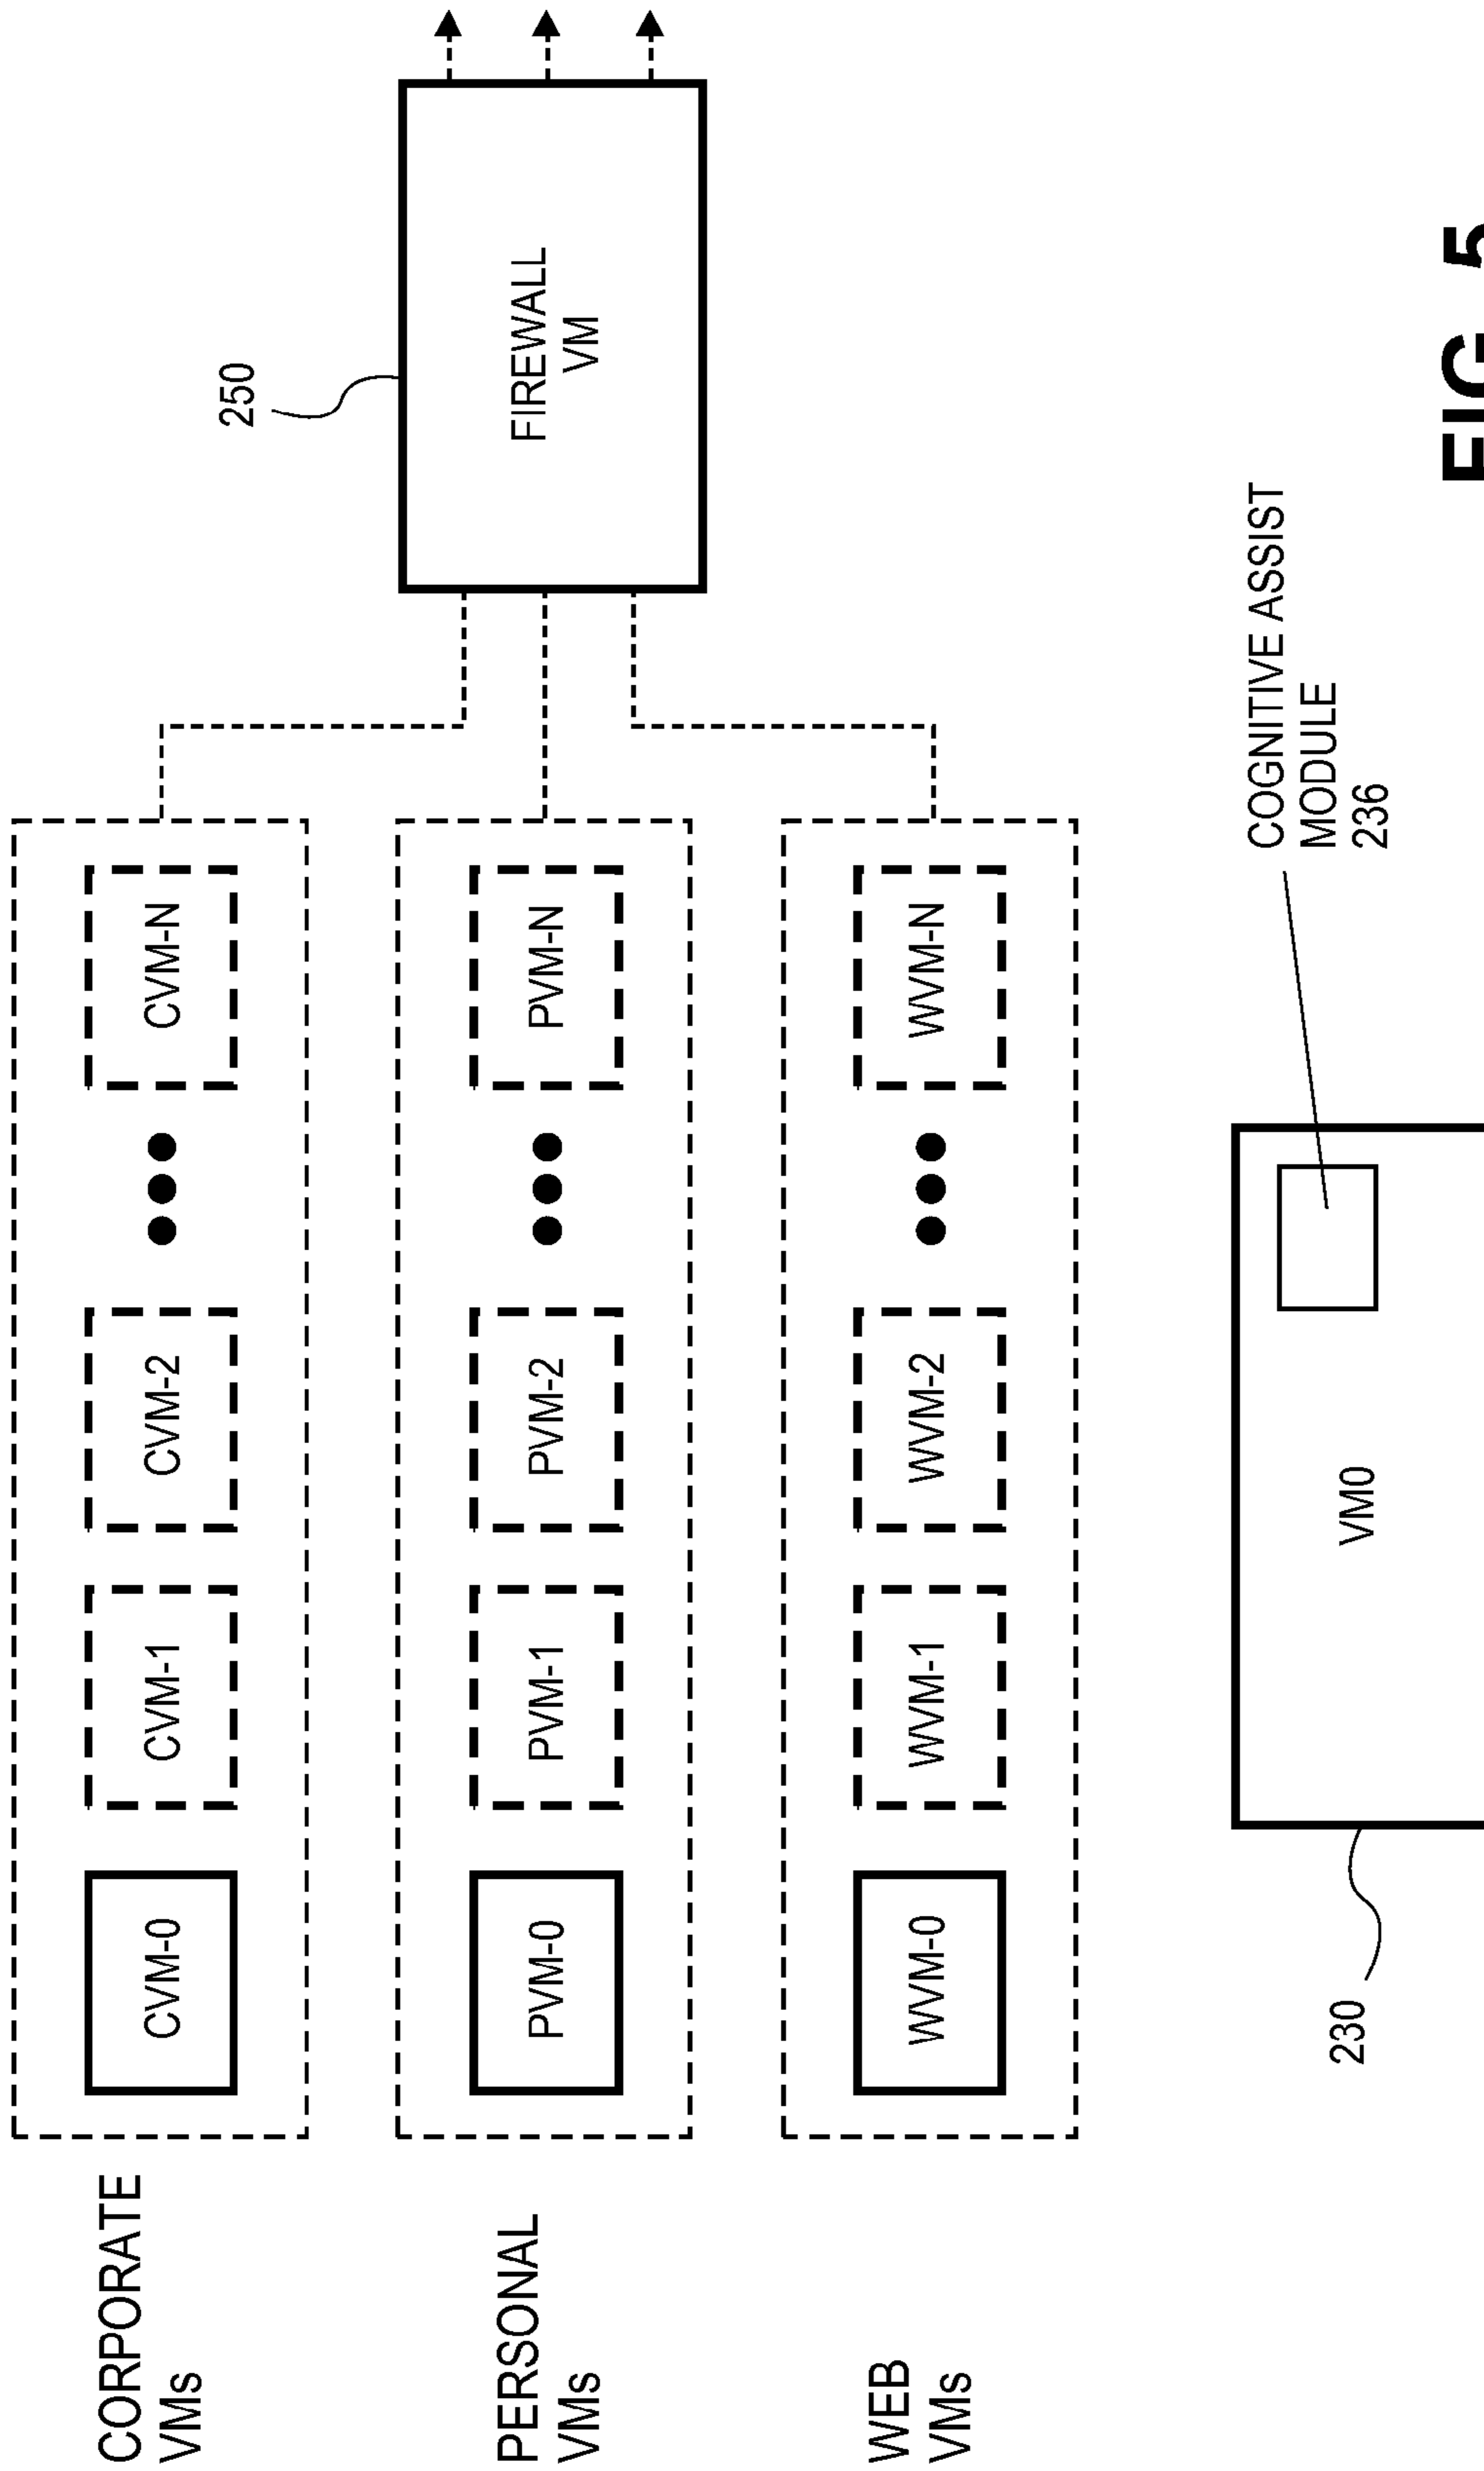 CORPORATE
VMs
CVM-0
CVM-1
CVM-2
CVM-N
PERSONAL
VMs
PVM-0
PVM-1
PVM-2
PVM-N
WEB
VMs
WVM-0
WVM-1
WVM-2
WVM-N
250
FIREWALL
VM
230
VM0
COGNITIVE ASSIST
MODULE
236
FIG. 5